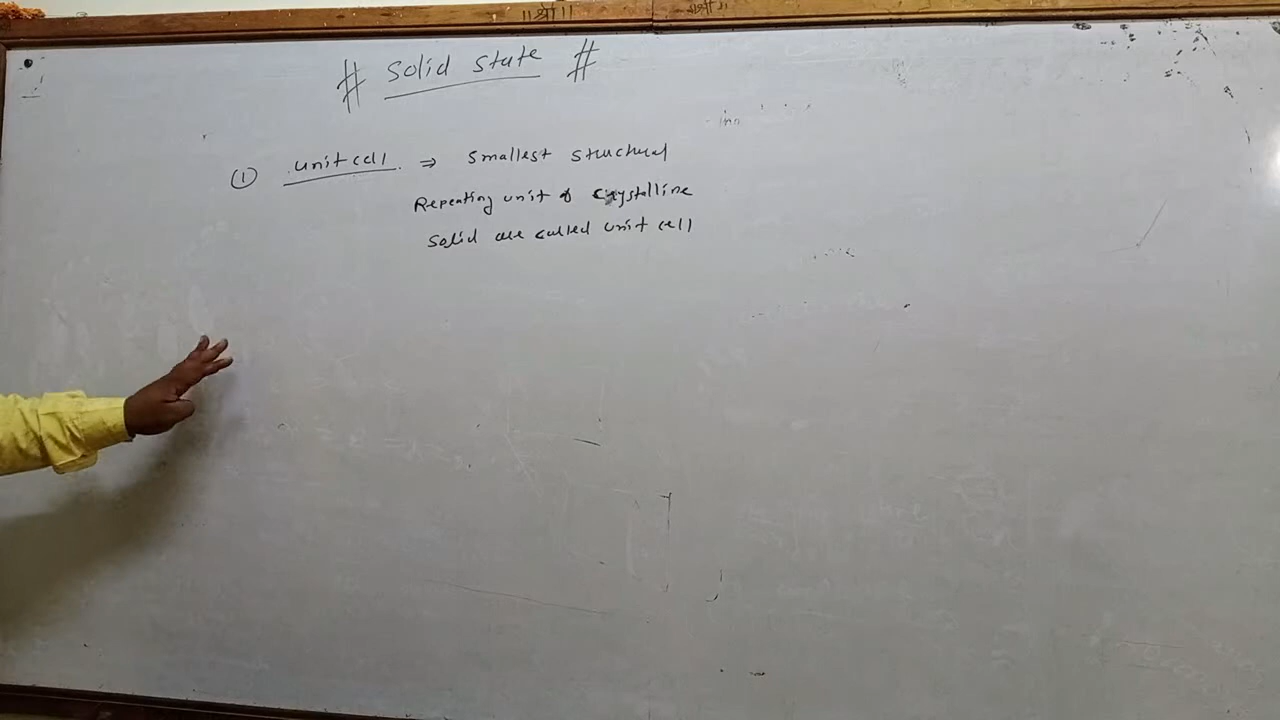 ॥श्री॥ ॥श्री॥
# Solid State #
① unit cell ⇒ Smallest structural
Repeating unit of Crystalline
Solid are called unit cell